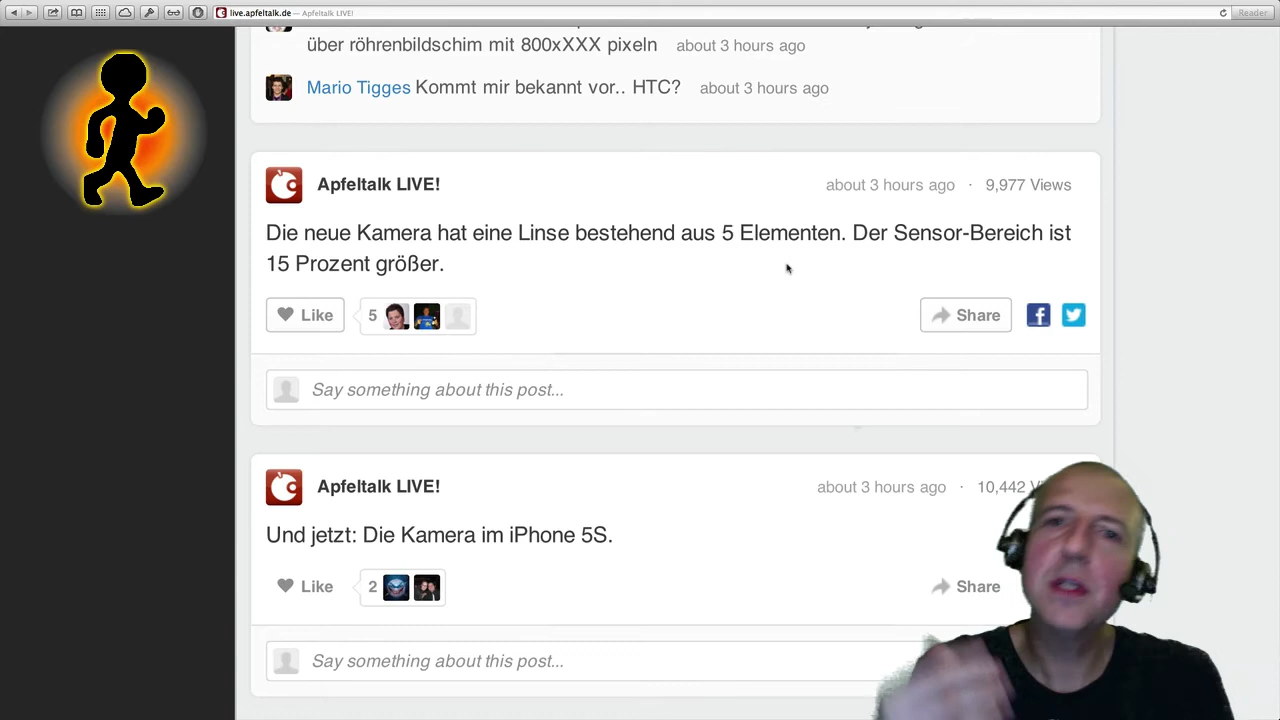 live.apfeltalk.de — Apfeltalk LIVE!
Reader
über röhrenbildschim mit 800xXXX pixeln about 3 hours ago
Mario Tigges Kommt mir bekannt vor.. HTC? about 3 hours ago
Apfeltalk LIVE! about 3 hours ago · 9,977 Views
Die neue Kamera hat eine Linse bestehend aus 5 Elementen. Der Sensor-Bereich ist
15 Prozent größer.
Like 5 Share
Say something about this post...
Apfeltalk LIVE! about 3 hours ago · 10,442
Und jetzt: Die Kamera im iPhone 5S.
Like 2 Share
Say something about this post...